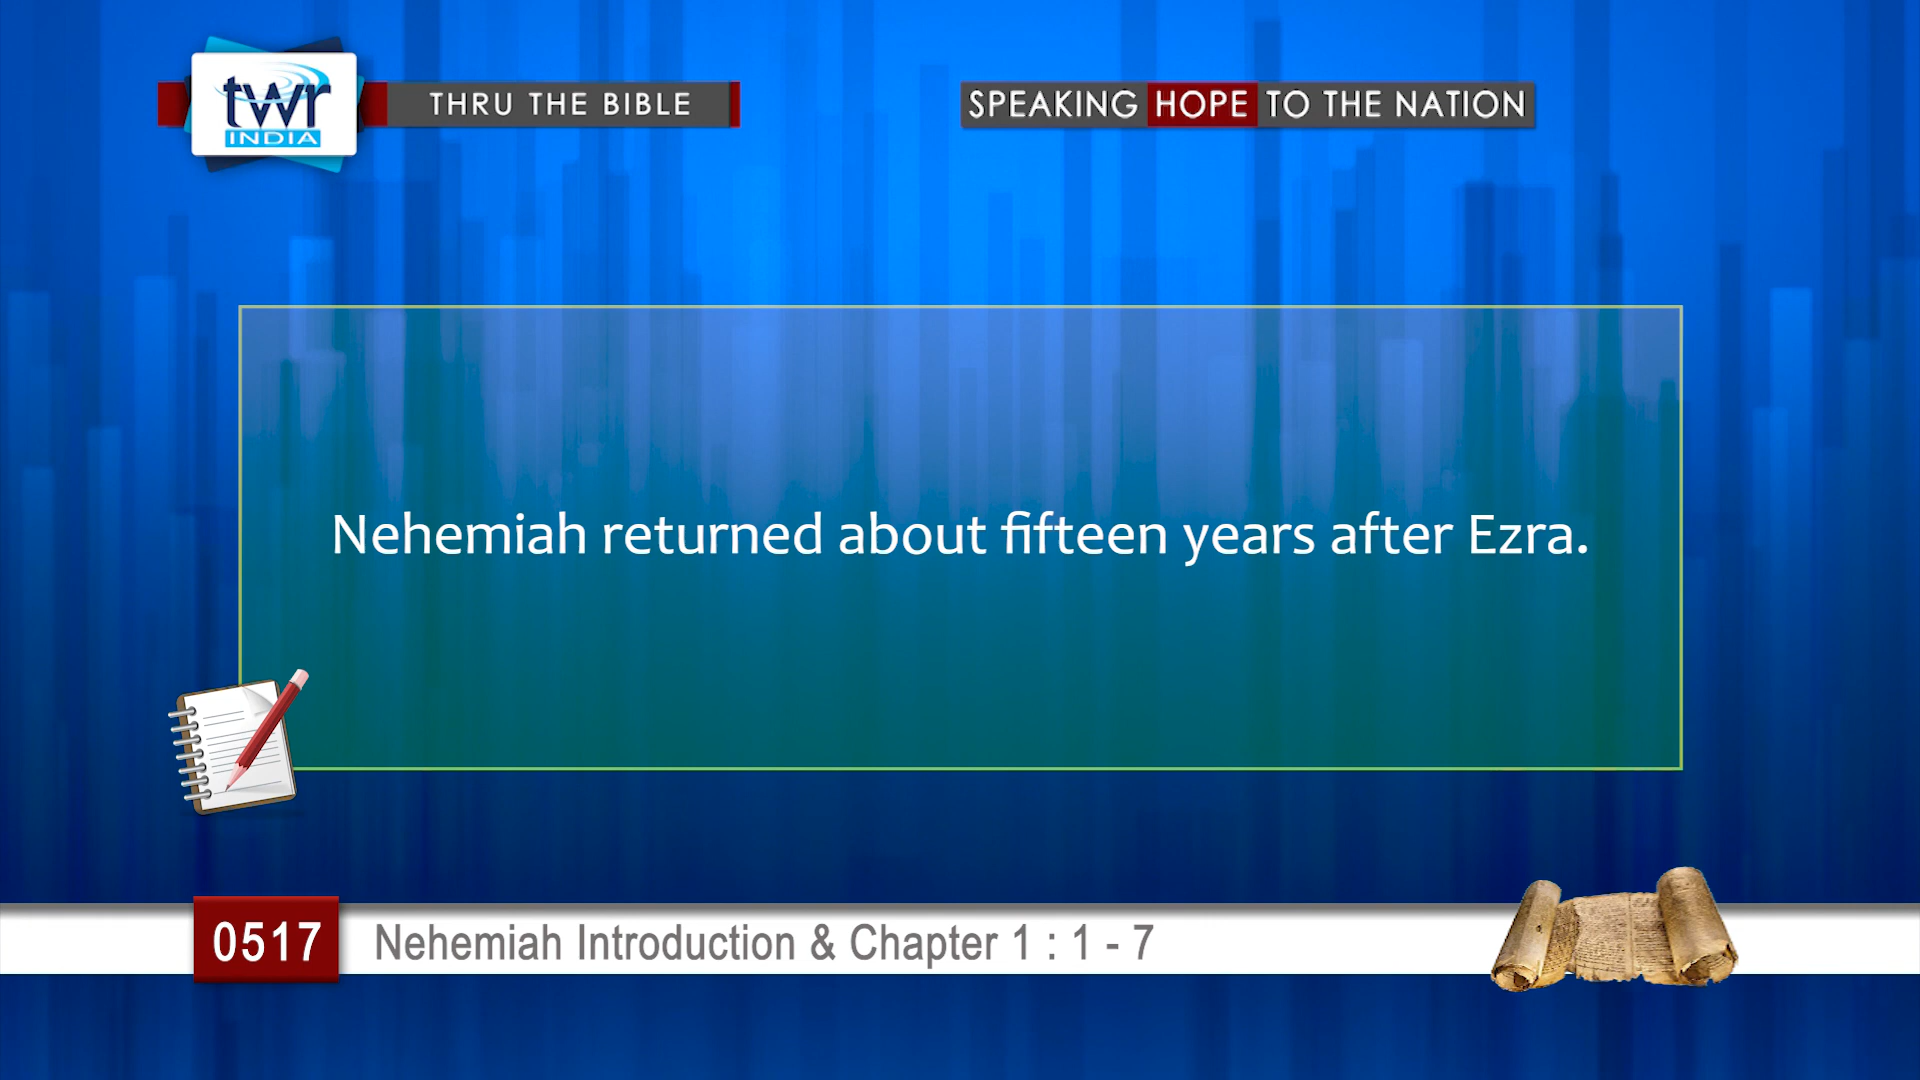 twr
INDIA
THRU THE BIBLE
SPEAKING HOPE TO THE NATION
Nehemiah returned about fifteen years after Ezra.
0517
Nehemiah Introduction & Chapter 1 : 1 - 7